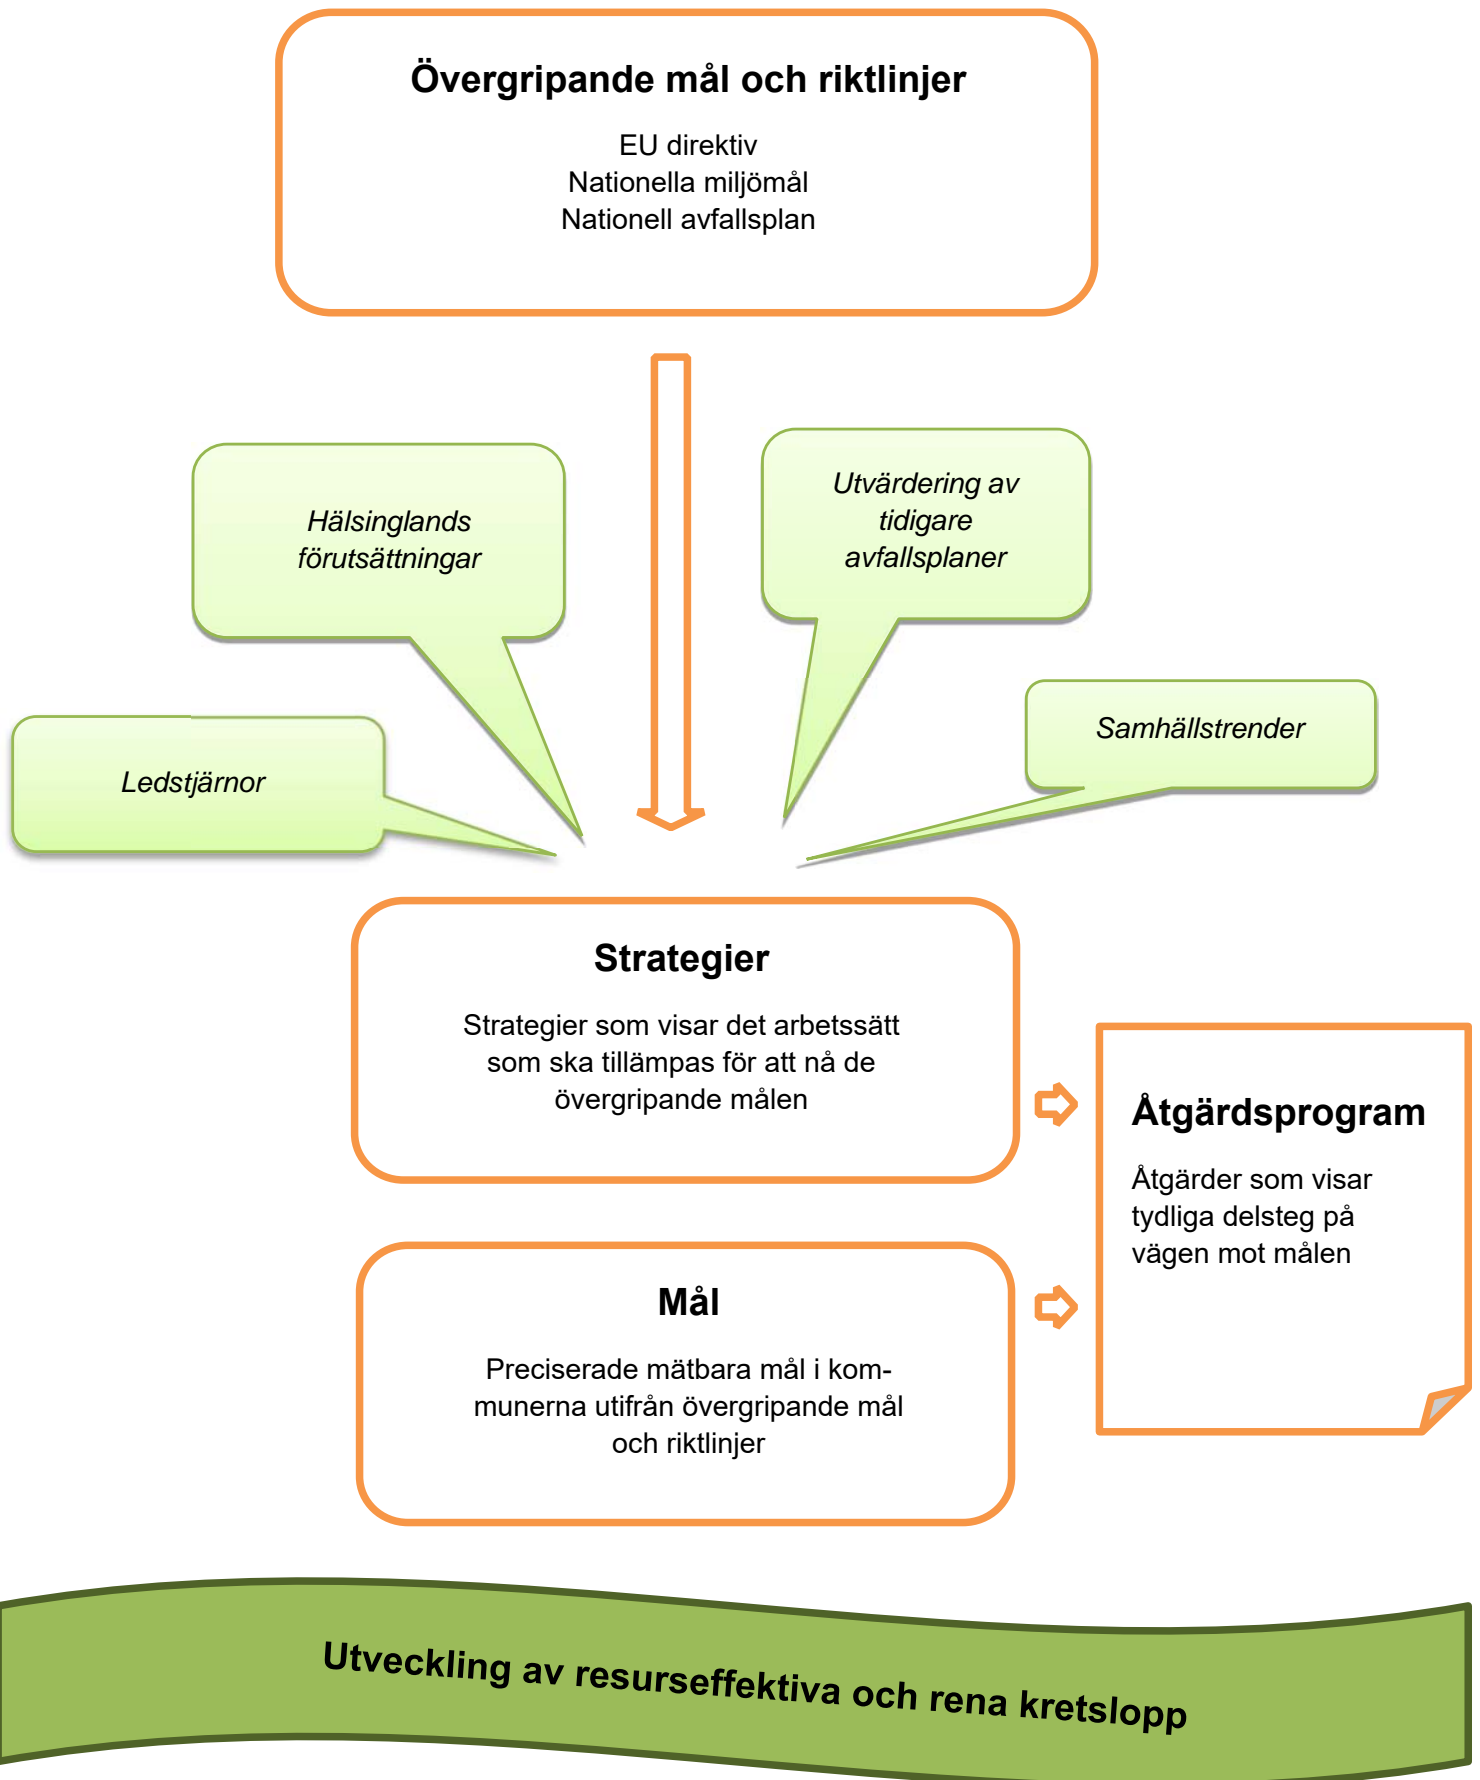 Övergripande mål och riktlinjer
EU direktiv
Nationella miljömål
Nationell avfallsplan
Hälsinglands
förutsättningar
Utvärdering av
tidigare
avfallsplaner
Ledstjärnor
Samhällstrender
Strategier
Strategier som visar det arbetssätt
som ska tillämpas för att nå de
övergripande målen
Åtgärdsprogram
Åtgärder som visar
tydliga delsteg på
vägen mot målen
Mål
Preciserade mätbara mål i kom-
munerna utifrån övergripande mål
och riktlinjer
Utveckling av resurseffektiva och rena kretslopp